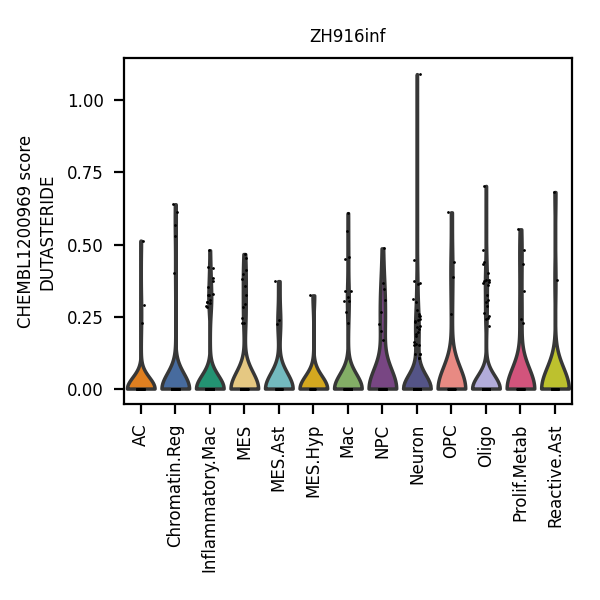 ZH916inf
CHEMBL1200969 score
DUTASTERIDE
1.00
0.75
0.50
0.25
0.00
AC
Chromatin.Reg
Inflammatory.Mac
MES
MES.Ast
MES.Hyp
Mac
NPC
Neuron
OPC
Oligo
Prolif.Metab
Reactive.Ast